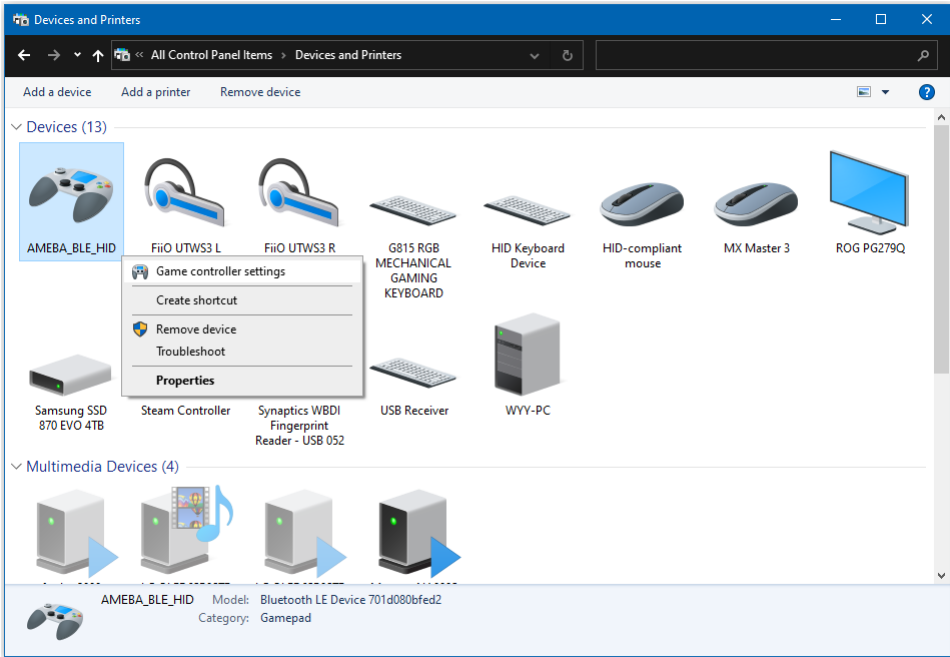 Devices and Printers
« All Control Panel Items › Devices and Printers
Add a device Add a printer Remove device
Devices (13)
AMEBA_BLE_HID
FiiO UTWS3 L
FiiO UTWS3 R
G815 RGB
MECHANICAL
GAMING
KEYBOARD
HID Keyboard
Device
HID-compliant
mouse
MX Master 3
ROG PG279Q
Game controller settings
Create shortcut
Remove device
Troubleshoot
Properties
Samsung SSD
870 EVO 4TB
Steam Controller
Synaptics WBDI
Fingerprint
Reader - USB 052
USB Receiver
WYY-PC
Multimedia Devices (4)
AMEBA_BLE_HID Model: Bluetooth LE Device 701d080bfed2
Category: Gamepad